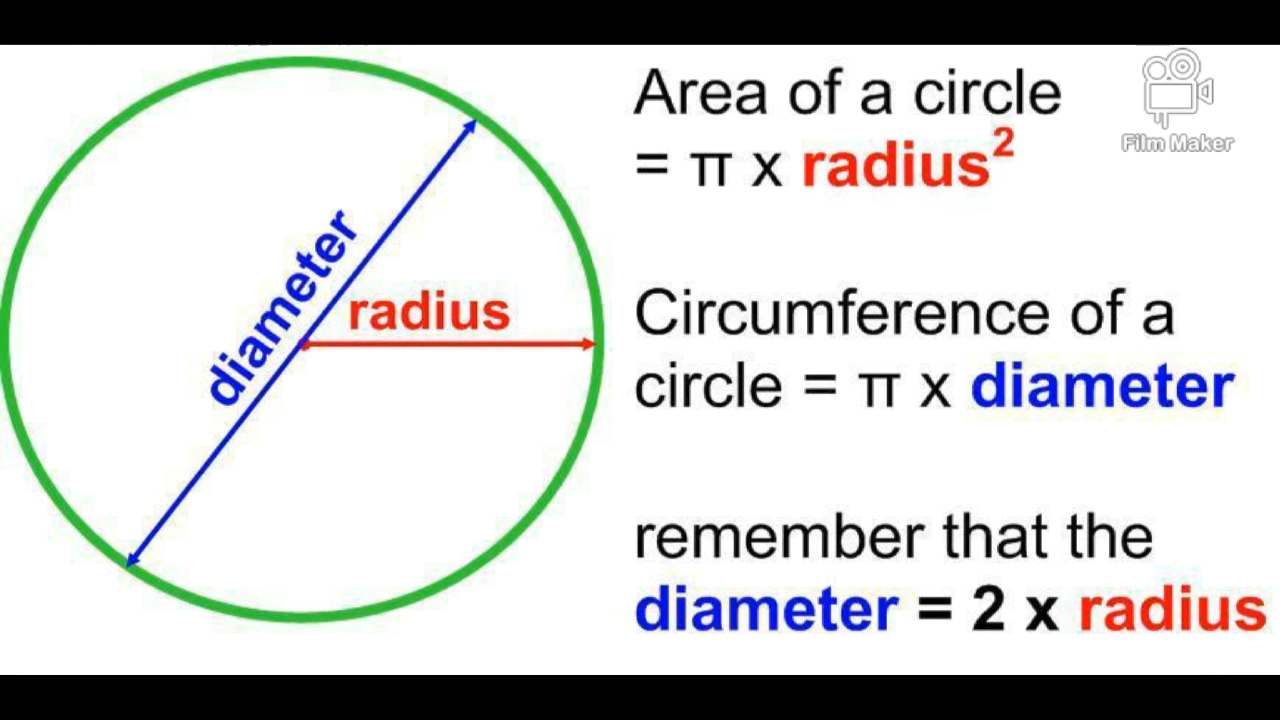 diameter
radius
Area of a circle
= π x radius²
Circumference of a
circle = π x diameter
remember that the
diameter = 2 x radius
Film Maker